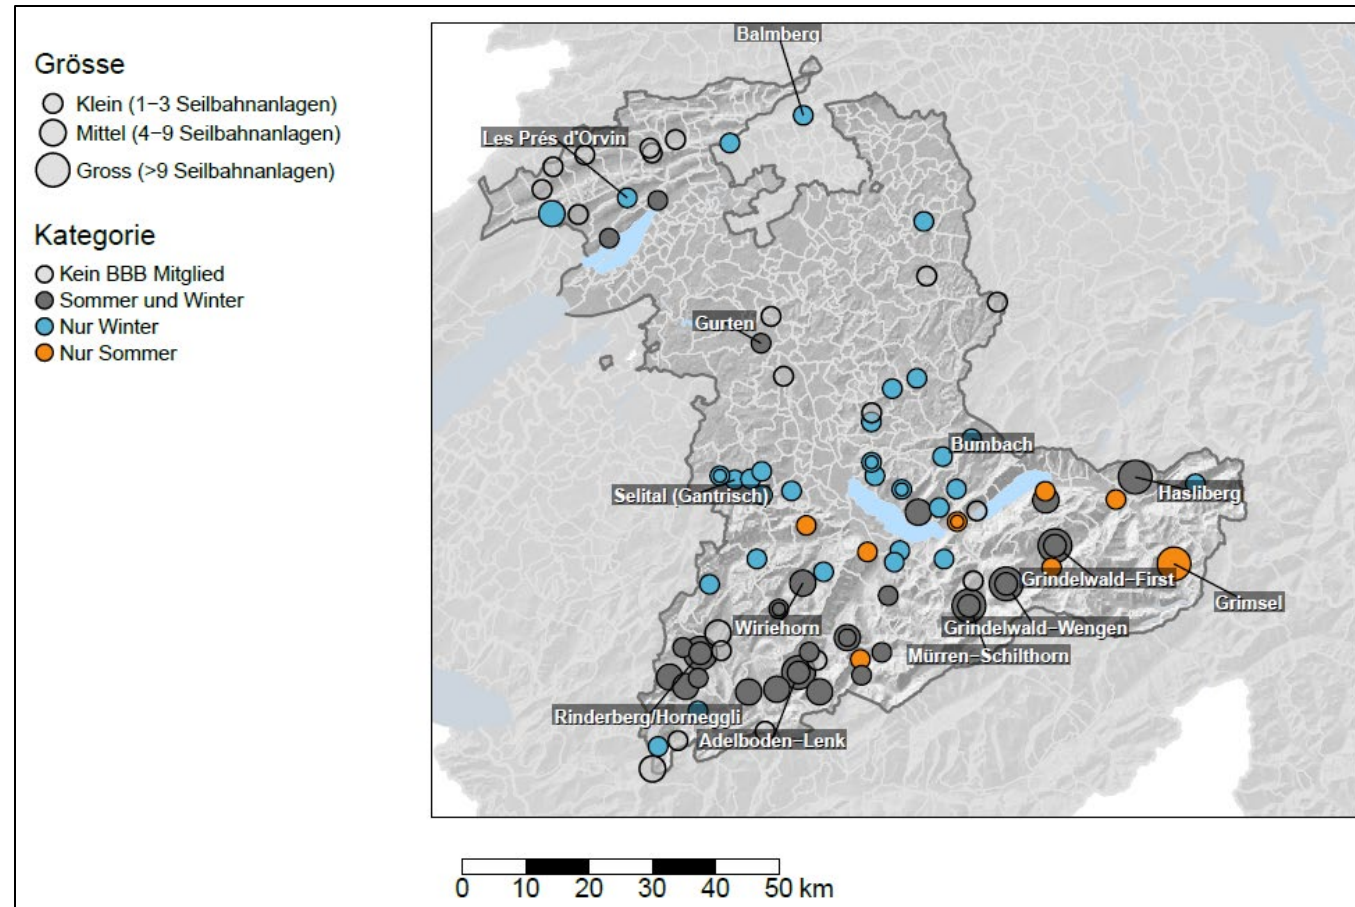 Grösse
Klein (1−3 Seilbahnanlagen)
Mittel (4−9 Seilbahnanlagen)
Gross (>9 Seilbahnanlagen)
Kategorie
Kein BBB Mitglied
Sommer und Winter
Nur Winter
Nur Sommer
Balmberg
Les Prés d'Orvin
Gurten
Bumbach
Selital (Gantrisch)
Hasliberg
Grindelwald−First
Grimsel
Wiriehorn
Grindelwald−Wengen
Mürren−Schilthorn
Rinderberg/Horneggli
Adelboden−Lenk
0 10 20 30 40 50 km